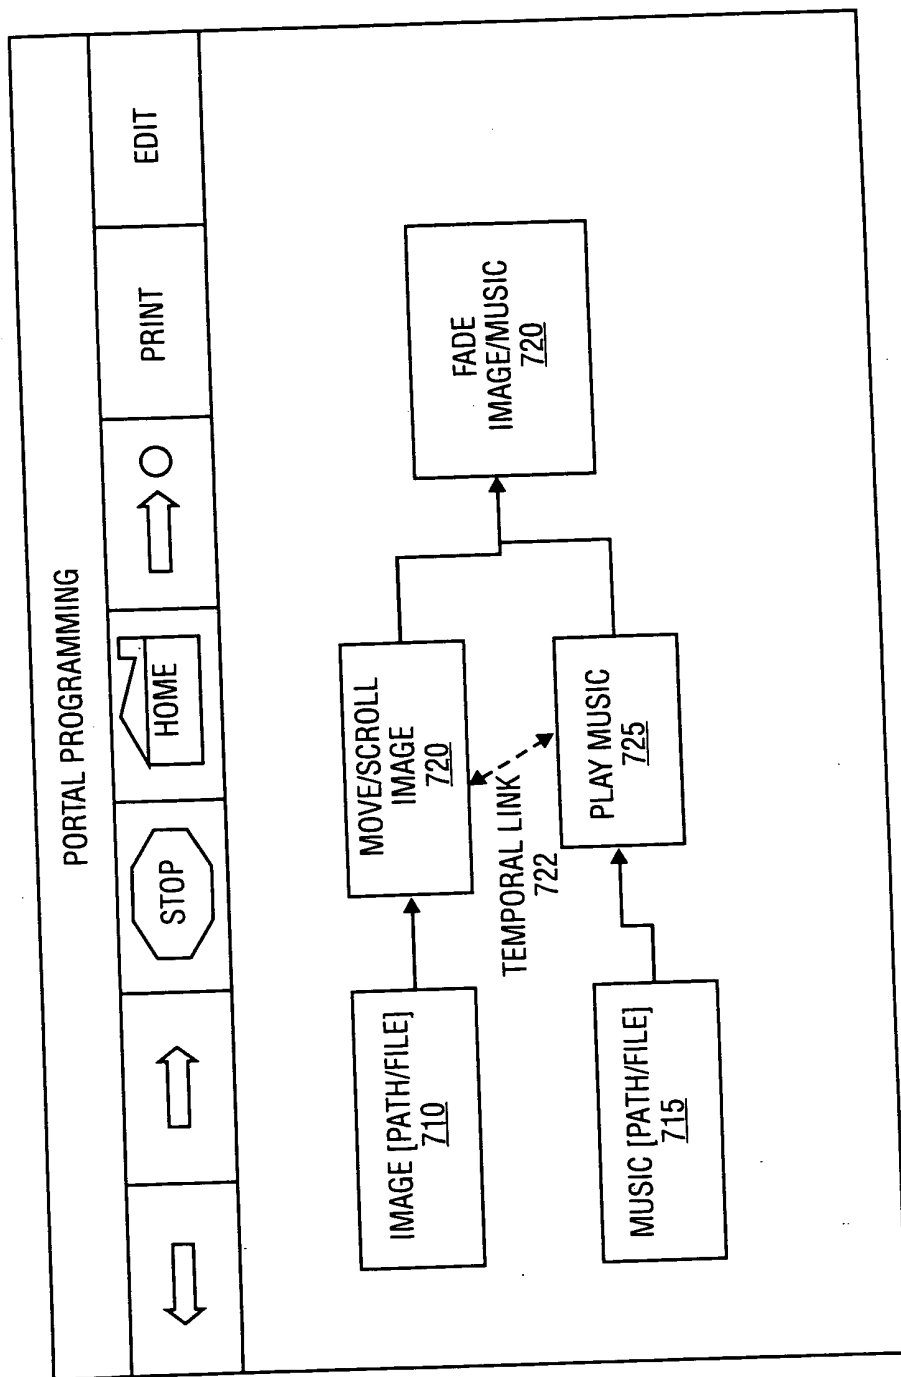 PORTAL PROGRAMMING
STOP
HOME
PRINT
EDIT
IMAGE [PATH/FILE]
710
MOVE/SCROLL
IMAGE
720
TEMPORAL LINK
722
FADE
IMAGE/MUSIC
720
MUSIC [PATH/FILE]
715
PLAY MUSIC
725